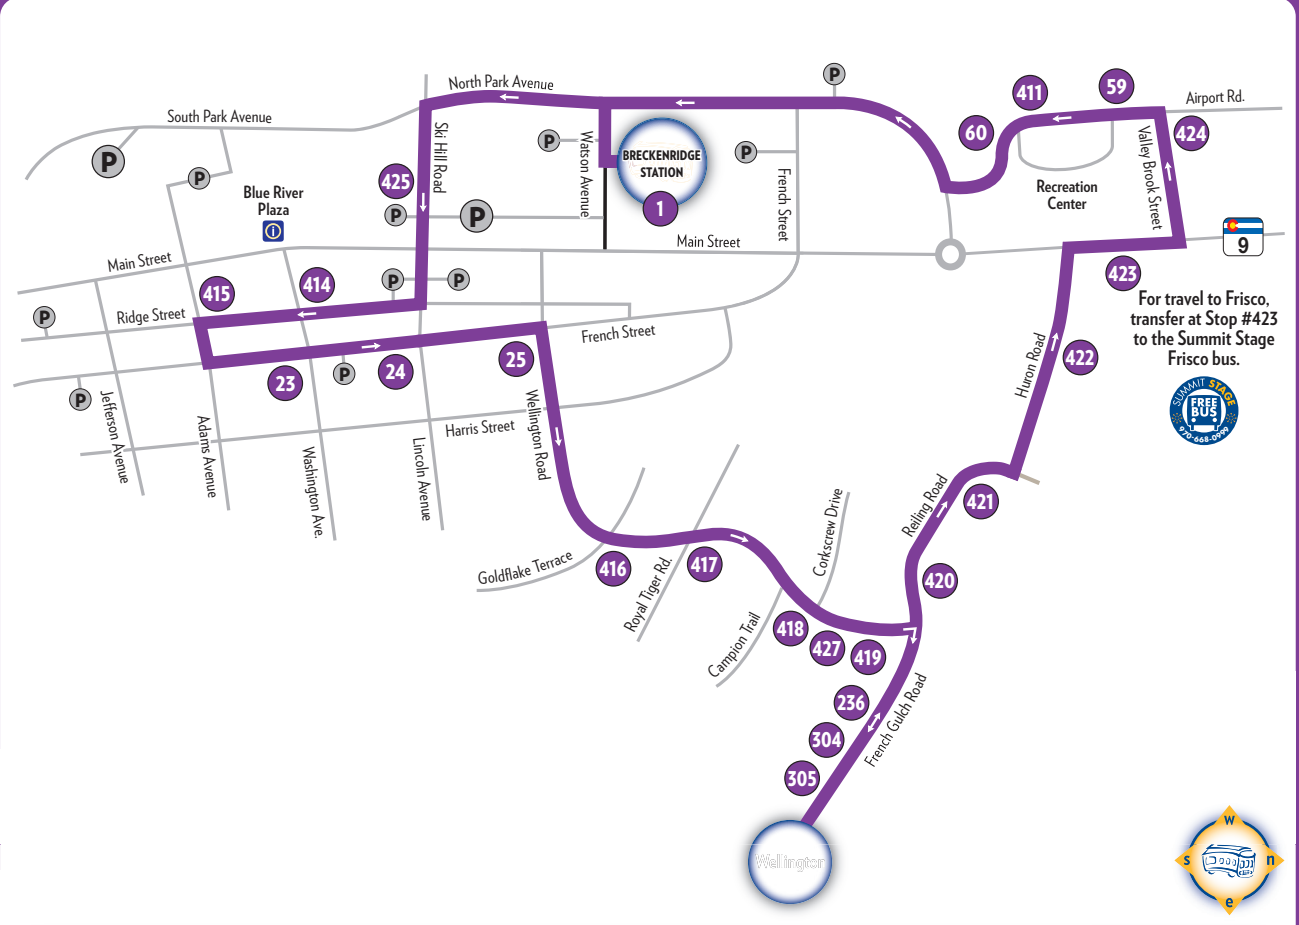 P
North Park Avenue
411
59
Airport Rd.
South Park Avenue
Ski Hill Road
P
Watson Avenue
BRECKENRIDGE
STATION
1
P
French Street
60
424
Valley Brook Street
P
P
425
P
P
Recreation
Center
Blue River
Plaza
i
Main Street
9
Main Street
423
415
414
P
P
For travel to Frisco,
transfer at Stop #423
to the Summit Stage
Frisco bus.
P
Ridge Street
French Street
Huron Road
422
23
P
24
25
SUMMIT STAGE
FREE
BUS
970-668-0999
P
Jefferson Avenue
Adams Avenue
Washington Ave.
Lincoln Avenue
Harris Street
Wellington Road
Reiling Road
421
Corkscrew Drive
Goldflake Terrace
416
Royal Tiger Rd.
417
420
Campion Trail
418
427
419
236
French Gulch Road
304
305
Wellington
w
s
n
e